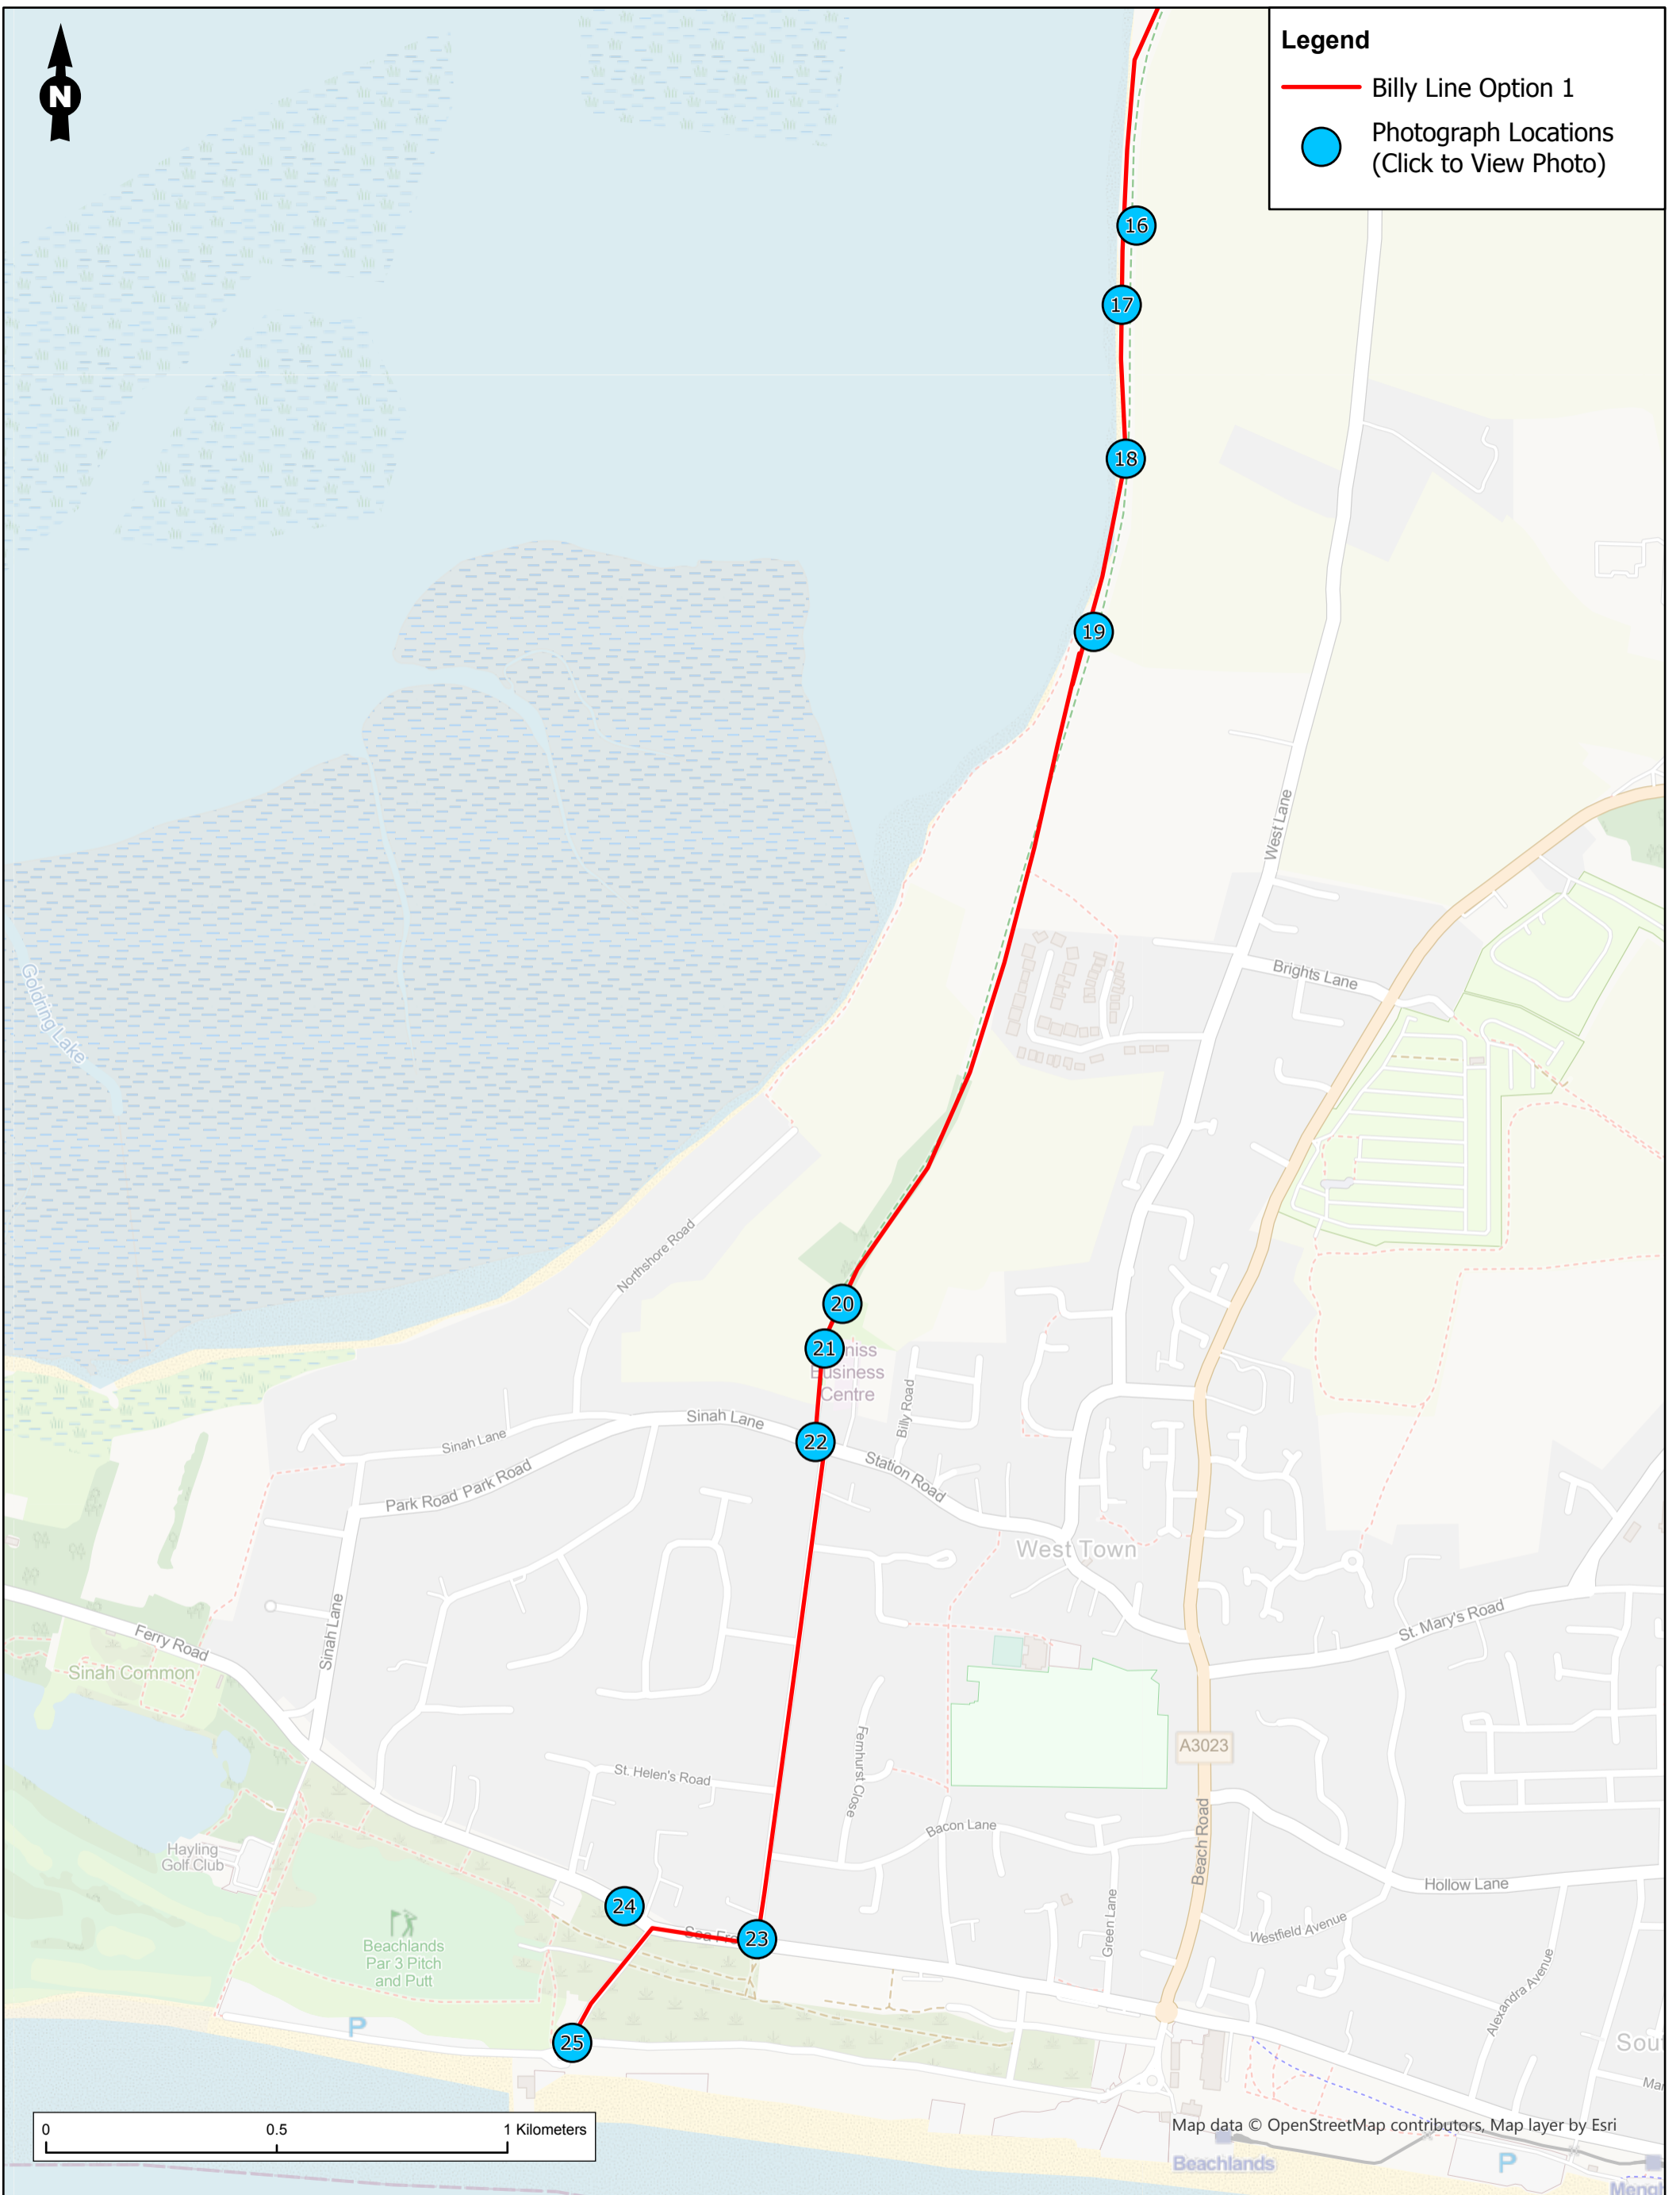 N
Legend
Billy Line Option 1
Photograph Locations
(Click to View Photo)
16
17
18
19
West Lane
Brights Lane
Goldring Lake
Northshore Road
20
21
Business
Centre
Billy Road
Sinah Lane
Sinah Lane
22
Station Road
Park Road
Park Road
West Town
Sinah Lane
Ferry Road
Sinah Common
St. Mary's Road
A3023
Fernhurst Close
St. Helen's Road
Bacon Lane
Beach Road
Hayling
Golf Club
Hollow Lane
24
Sea
23
Green Lane
Westfield Avenue
Beachlands
Par 3 Pitch
and Putt
Alexandra Avenue
25
P
0
0.5
1 Kilometers
Map data © OpenStreetMap contributors, Map layer by Esri
Beachlands
P